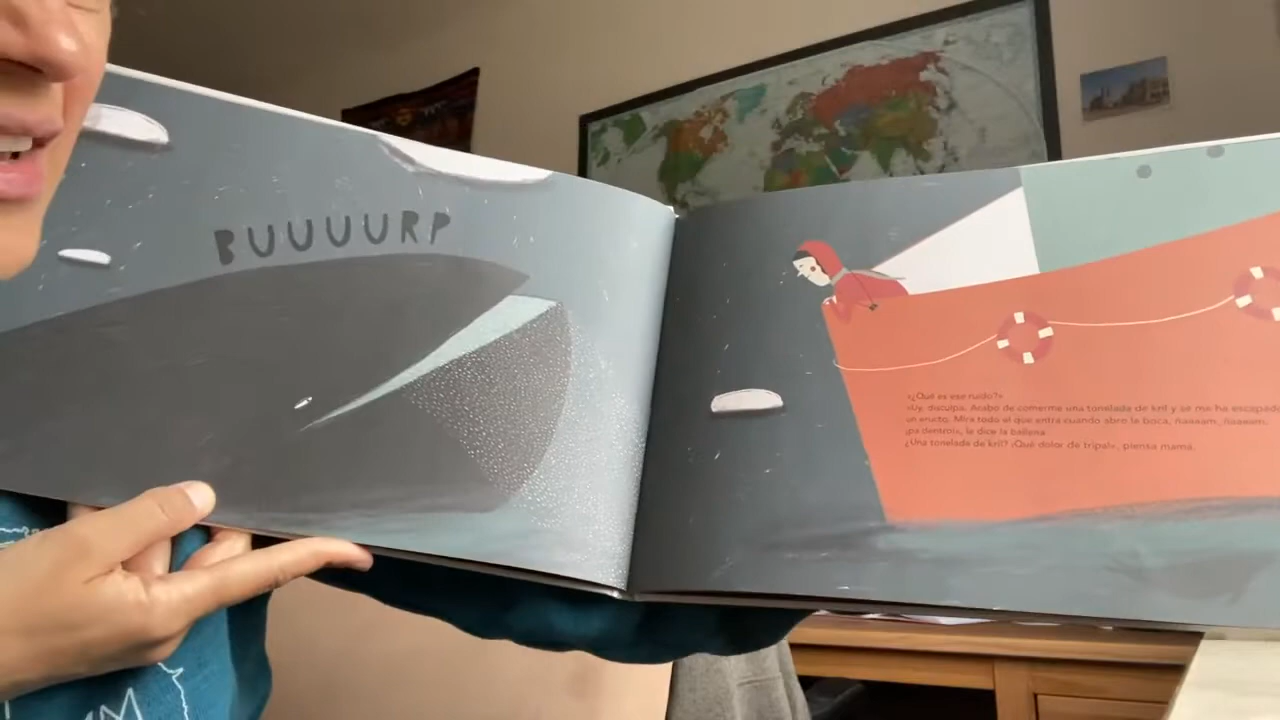 BUUUURP
«¿Qué es ese ruido?»
«Uy, disculpa. Acabo de comerme una tonelada de kril y se me ha escapado
un eructo. Mira todo el que entra cuando abro la boca, ñaaaam, ñaaaam,
¡pa dentro!», le dice la ballena.
¿Una tonelada de kril? «¡Qué dolor de tripa!», piensa mamá.